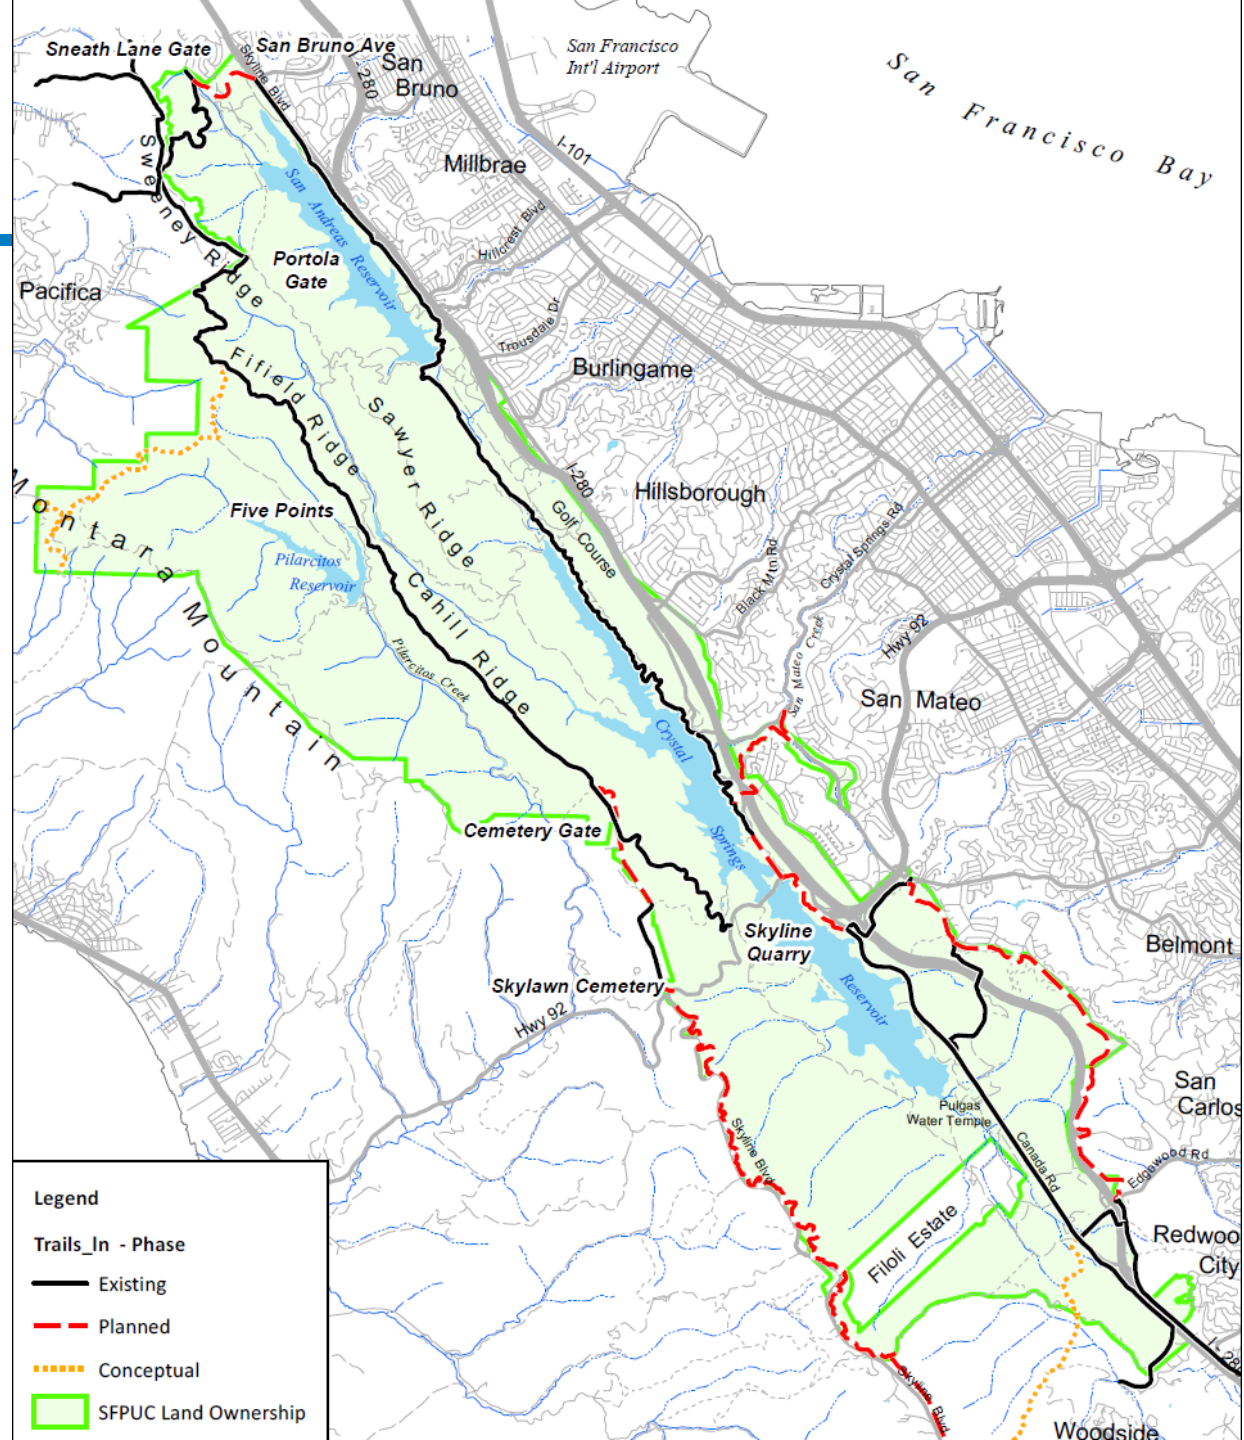 Sneath Lane Gate
San Bruno Ave
San Francisco
Int'l Airport
San
Bruno
Skyline Blvd
I - 280
San Francisco Bay
I-101
Millbrae
Sweeney Ridge
San Andreas Reservoir
Hillcrest Blvd
Portola
Gate
Pacifica
Trousdale Dr
Fifield Ridge
Burlingame
Sawyer Ridge
I-280
Hillsborough
Golf Course
Montara Mountain
Five Points
Crystal Springs Rd
Black Mtn Rd
Pilarcitos
Reservoir
Cahill Ridge
Hwy 92
San Mateo Creek
Pilarcitos Creek
San Mateo
Crystal
Springs
Reservoir
Cemetery Gate
Skyline
Quarry
Belmont
Skylawn Cemetery
Hwy 92
San
Carlos
Pulgas
Water Temple
Skyline Blvd
Canada Rd
Edgewood Rd
Filoli Estate
Redwoo
City
I - 28
Skyline Blvd
Woodside
Legend
Trails_ln - Phase
Existing
Planned
Conceptual
SFPUC Land Ownership